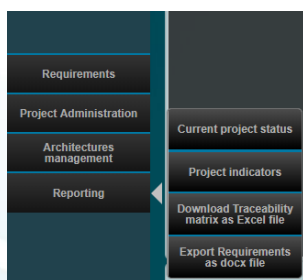 Requirements
Project Administration
Architectures
management
Reporting
Current project status
Project indicators
Download Traceability
matrix as Excel file
Export Requirements
as docx file